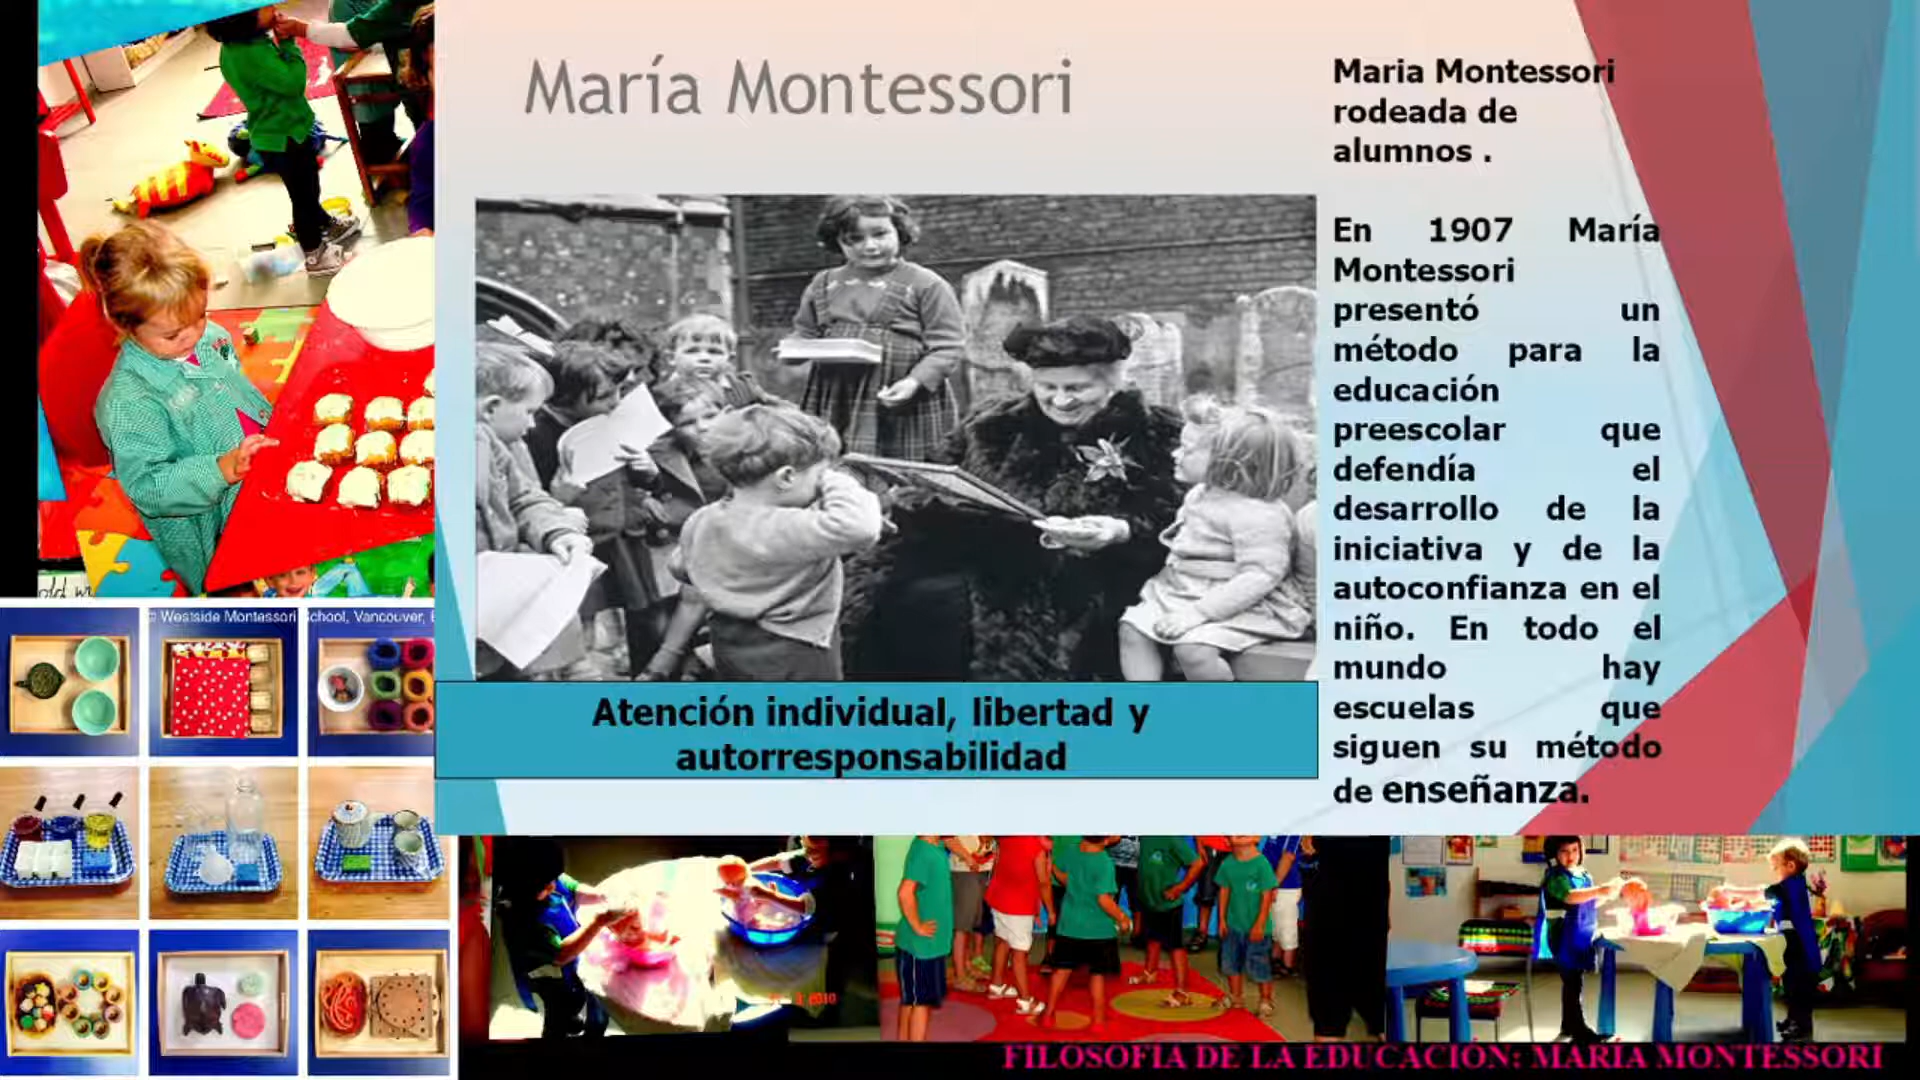 María Montessori
Maria Montessori
rodeada de
alumnos .
En 1907 María
Montessori
presentó un
método para la
educación
preescolar que
defendía el
desarrollo de la
iniciativa y de la
autoconfianza en el
niño. En todo el
mundo hay
escuelas que
siguen su método
de enseñanza.
Atención individual, libertad y
autorresponsabilidad
Westside Montessori School, Vancouver,
FILOSOFIA DE LA EDUCACIÓN: MARIA MONTESSORI